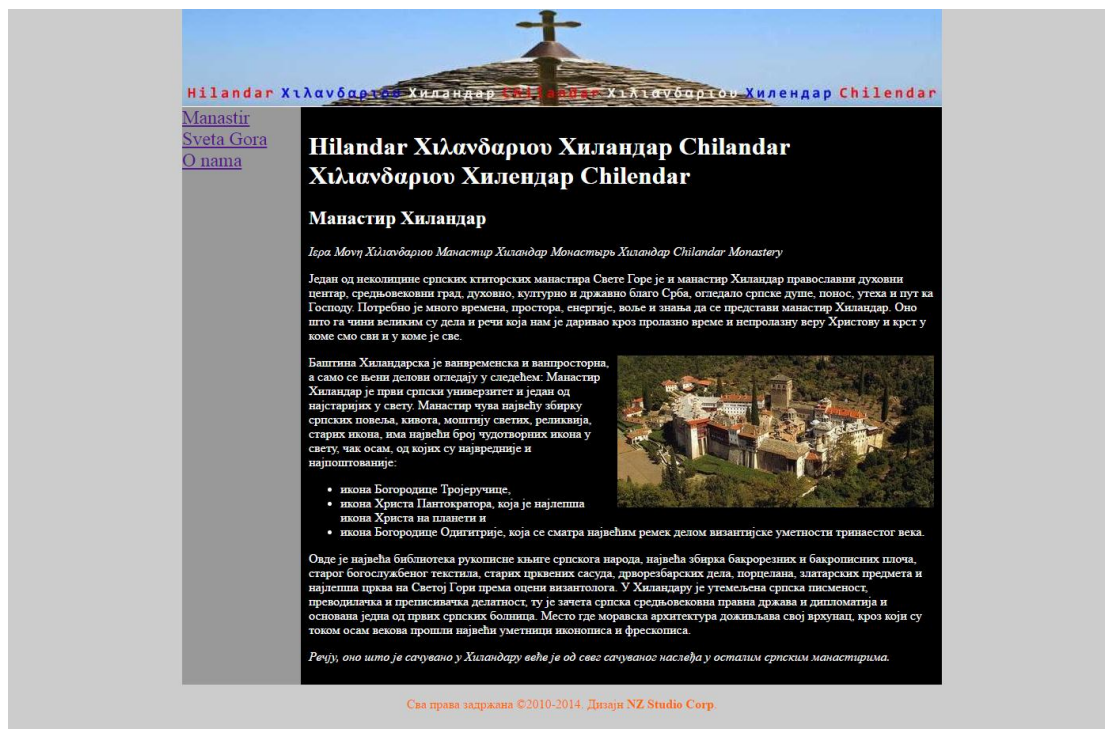 Hilandar Χιλανδαριου Хиландар Chilandar Χιλιανδαριου Хилендар Chilendar
Manastir
Sveta Gora
O nama
Hilandar Χιλανδαριου Хиландар Chilandar
Χιλιανδαριου Хилендар Chilendar
Манастир Хиландар
Ιερα Μονη Χιλιανδαριου Манастир Хиландар Монастырь Хиландар Chilandar Monastery
Један од неколицине српских ктиторских манастира Свете Горе је и манастир Хиландар православни духовни
центар, средњовековни град, духовно, културно и државно благо Срба, огледало српске душе, понос, утеха и пут ка
Господу. Потребно је много времена, простора, енергије, воље и знања да се представи манастир Хиландар. Оно
што га чини великим су дела и речи која нам је даривао кроз пролазно време и непролазну веру Христову и крст у
коме смо сви и у коме је све.
Баштина Хиландарска је ванвременска и ванпросторна,
а само се њени делови огледају у следећем: Манастир
Хиландар је први српски универзитет и један од
најстаријих у свету. Манастир чува највећу збирку
српских повеља, кивота, моштију светих, реликвија,
старих икона, има највећи број чудотворних икона у
свету, чак осам, од којих су највредније и
најпоштованије:
• икона Богородице Тројеручице,
• икона Христа Пантократора, која је најлепша
икона Христа на планети и
• икона Богородице Одигитрије, која се сматра највећим ремек делом византијске уметности тринаестог века.
Овде је највећа библиотека рукописне књиге српскога народа, највећа збирка бакрорезних и бакрописних плоча,
старог богослужбеног текстила, старих црквених сасуда, дрворезбарских дела, порцелана, златарских предмета и
најлепша црква на Светој Гори према оцени византолога. У Хиландару је утемељена српска писменост,
преводилачка и преписивачка делатност, ту је зачета српска средњовековна правна држава и дипломатија и
основана једна од првих српских болница. Место где моравска архитектура доживљава свој врхунац, кроз који су
током осам векова прошли највећи уметници иконописа и фрескописа.
Речју, оно што је сачувано у Хиландару веће је од свег сачуваног наслеђа у осталим српским манастирима.
Сва права задржана ©2010-2014. Дизајн NZ Studio Corp.